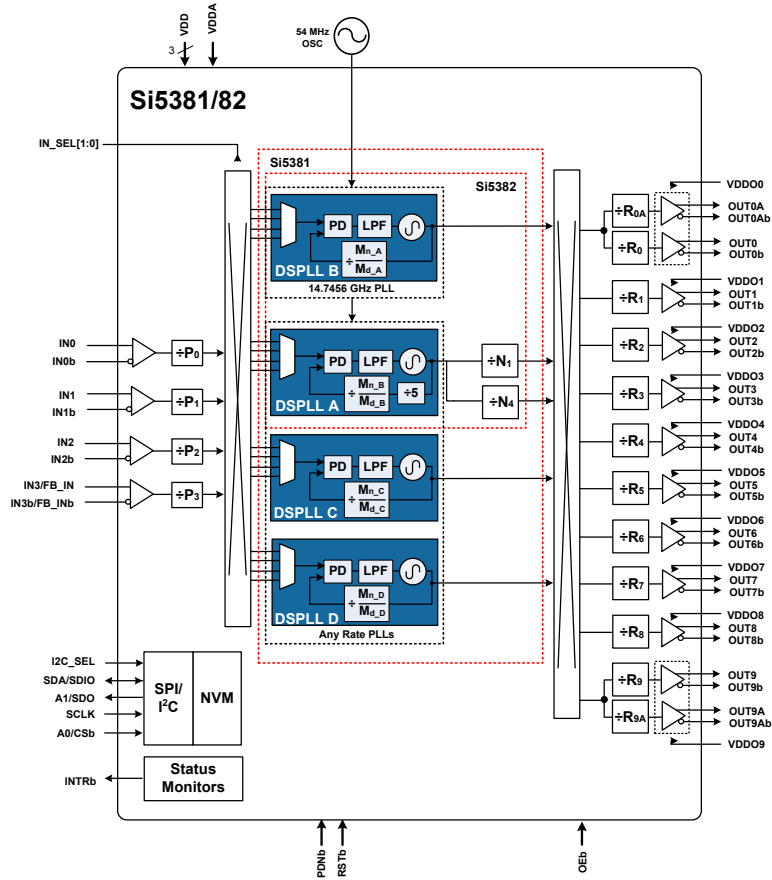 VDD
VDDA
3
54 MHz
OSC
Si5381/82
IN_SEL[1:0]
Si5381
Si5382
PD
LPF
÷ Mn_A
Md_A
DSPLL B
14.7456 GHz PLL
PD
LPF
÷ Mn_B
Md_B
÷5
DSPLL A
÷N1
÷N4
PD
LPF
÷ Mn_C
Md_C
DSPLL C
PD
LPF
÷ Mn_D
Md_D
DSPLL D
Any Rate PLLs
IN0
IN0b
÷P0
IN1
IN1b
÷P1
IN2
IN2b
÷P2
IN3/FB_IN
IN3b/FB_INb
÷P3
I2C_SEL
SDA/SDIO
A1/SDO
SCLK
A0/CSb
SPI/
I²C
NVM
INTRb
Status
Monitors
÷R0A
÷R0
÷R1
÷R2
÷R3
÷R4
÷R5
÷R6
÷R7
÷R8
÷R9
÷R9A
VDDO0
OUT0A
OUT0Ab
OUT0
OUT0b
VDDO1
OUT1
OUT1b
VDDO2
OUT2
OUT2b
VDDO3
OUT3
OUT3b
VDDO4
OUT4
OUT4b
VDDO5
OUT5
OUT5b
VDDO6
OUT6
OUT6b
VDDO7
OUT7
OUT7b
VDDO8
OUT8
OUT8b
OUT9
OUT9b
OUT9A
OUT9Ab
VDDO9
PDNb
RSTb
OEb